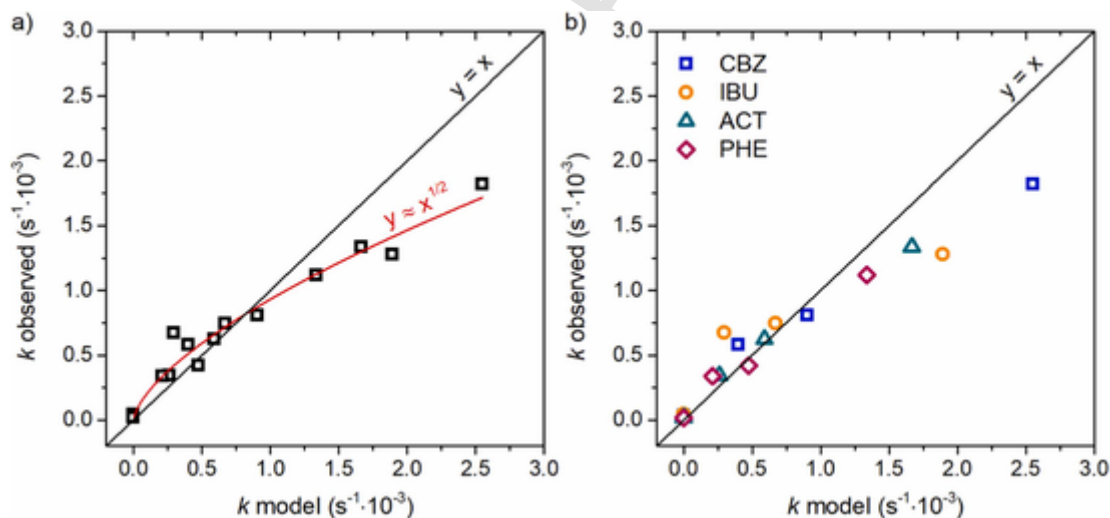 a)
3.0
2.5
2.0
1.5
1.0
0.5
0.0
k observed (s⁻¹·10⁻³)
y = x
y ≈ x^1/2
0.0 0.5 1.0 1.5 2.0 2.5 3.0
k model (s⁻¹·10⁻³)
b)
3.0
2.5
2.0
1.5
1.0
0.5
0.0
k observed (s⁻¹·10⁻³)
CBZ
IBU
ACT
PHE
y = x
0.0 0.5 1.0 1.5 2.0 2.5 3.0
k model (s⁻¹·10⁻³)